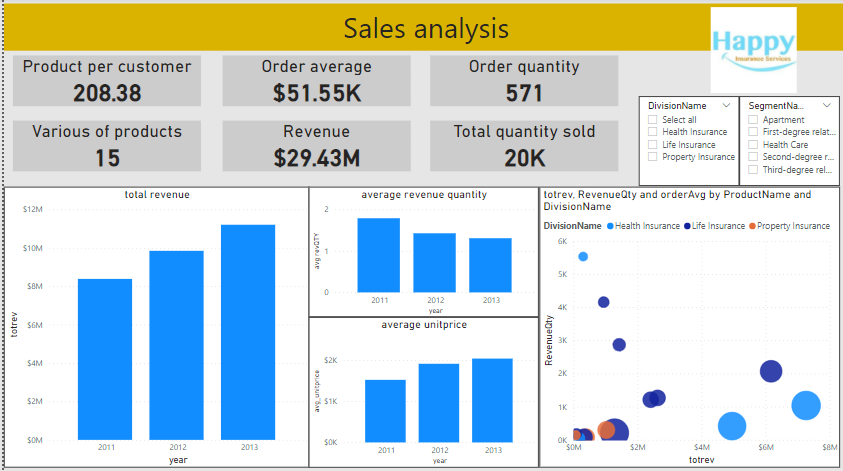 Sales analysis
Happy
Insurance Services
Product per customer
208.38
Order average
$51.55K
Order quantity
571
Various of products
15
Revenue
$29.43M
Total quantity sold
20K
DivisionName
Select all
Health Insurance
Life Insurance
Property Insurance
SegmentNa...
Apartment
First-degree relat...
Health Care
Second-degree r...
Third-degree rel...
total revenue
$12M
$10M
$8M
$6M
$4M
$2M
$0M
totrev
2011
2012
2013
year
average revenue quantity
2
1
0
avg revQTY
2011
2012
2013
year
average unitprice
$2K
$1K
$0K
avg_unitprice
2011
2012
2013
year
totrev, RevenueQty and orderAvg by ProductName and
DivisionName
DivisionName Health Insurance Life Insurance Property Insurance
6K
5K
4K
3K
2K
1K
0K
RevenueQty
$0M
$2M
$4M
$6M
$8M
totrev